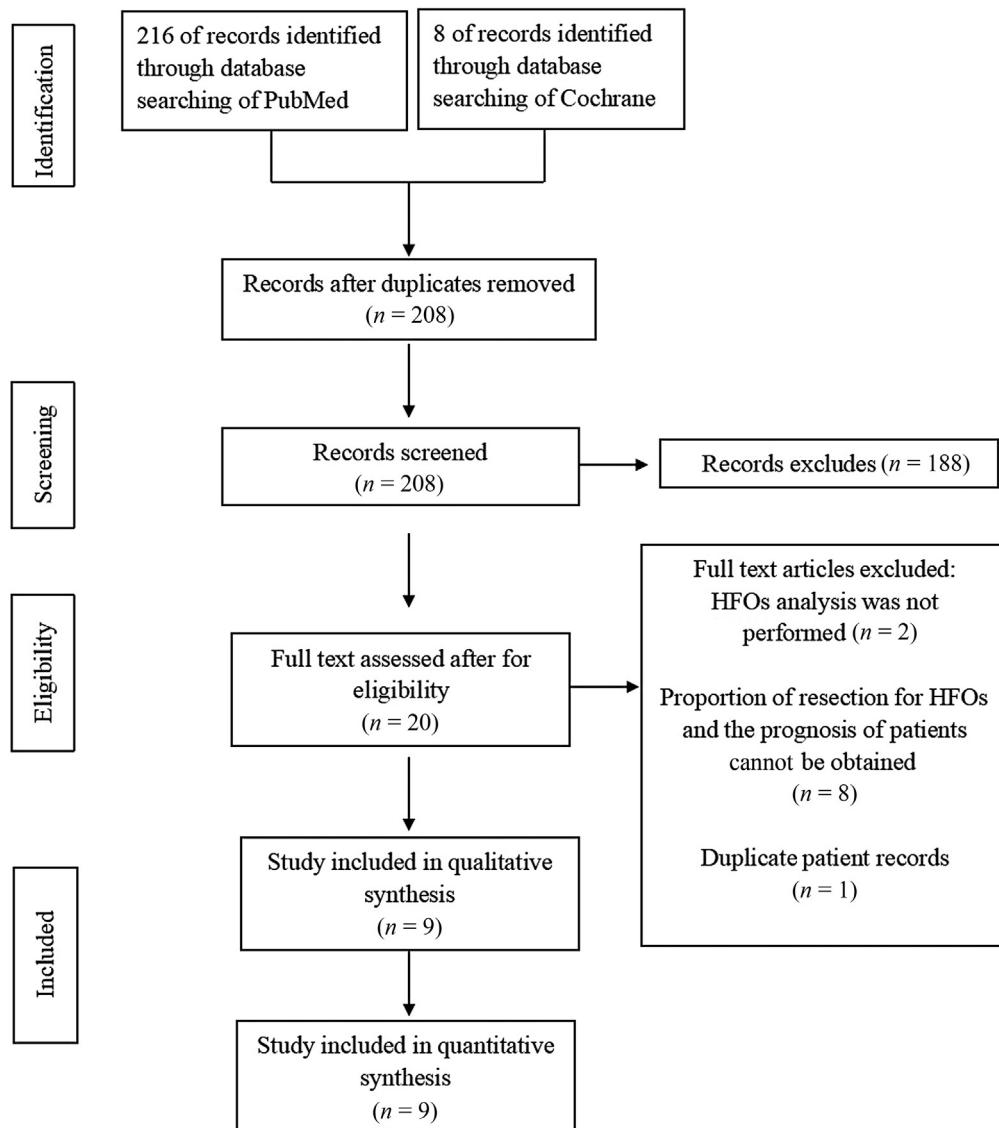 Identification
216 of records identified
through database
searching of PubMed
8 of records identified
through database
searching of Cochrane
Records after duplicates removed
(n = 208)
Screening
Records screened
(n = 208)
Records excludes (n = 188)
Eligibility
Full text assessed after for
eligibility
(n = 20)
Full text articles excluded:
HFOs analysis was not
performed (n = 2)
Proportion of resection for HFOs
and the prognosis of patients
cannot be obtained
(n = 8)
Duplicate patient records
(n = 1)
Included
Study included in qualitative
synthesis
(n = 9)
Study included in quantitative
synthesis
(n = 9)